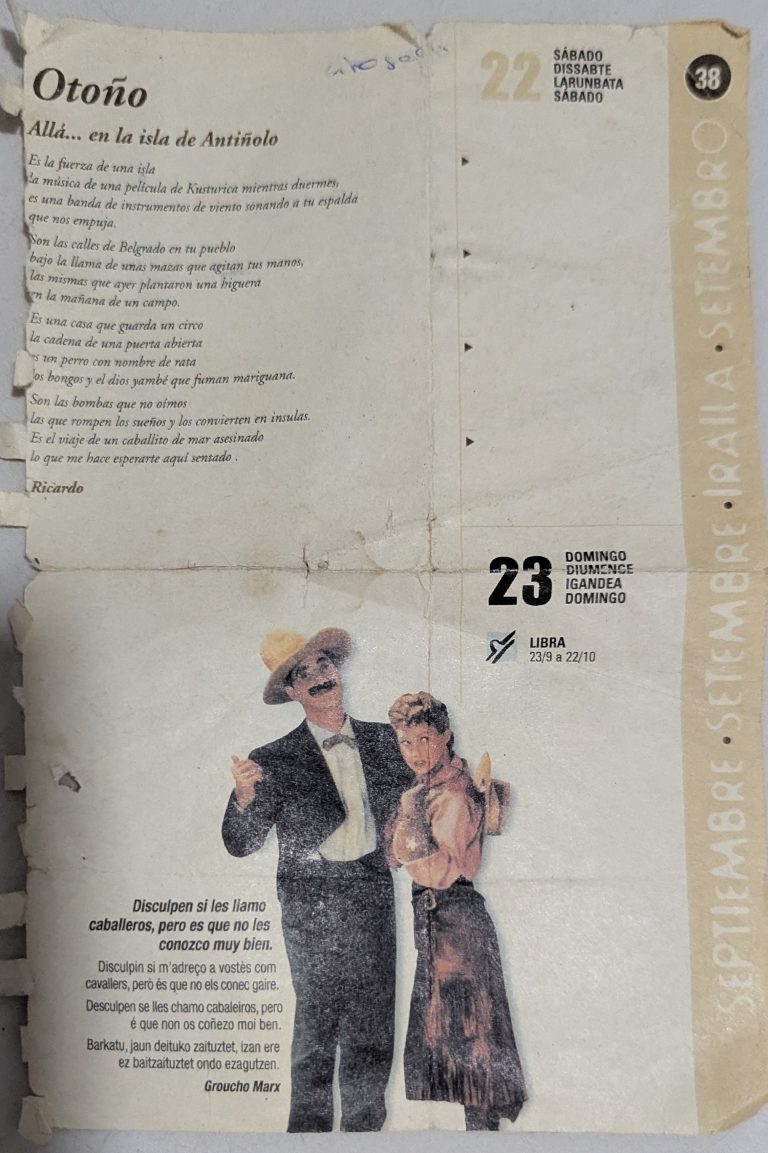 Otoño
Allá... en la isla de Antiñolo
Es la fuerza de una isla
la música de una película de Kusturica mientras duermes,
es una banda de instrumentos de viento sonando a tu espalda
que nos empuja.
Son las calles de Belgrado en tu pueblo
bajo la llama de unas mazas que agitan tus manos,
las mismas que ayer plantaron una higuera
en la mañana de un campo.
Es una casa que guarda un circo
la cadena de una puerta abierta
es un perro con nombre de rata
los bongos y el dios yambé que fuman mariguana.
Son las bombas que no oímos
las que rompen los sueños y los convierten en insulas.
Es el viaje de un caballito de mar asesinado
lo que me hace esperarte aquí sentado .
Ricardo
22
SÁBADO
DISSABTE
LARUNBATA
SÁBADO
38
23
DOMINGO
DIUMENGE
IGANDEA
DOMINGO
LIBRA
23/9 a 22/10
Disculpen si les llamo
caballeros, pero es que no les
conozco muy bien.
Disculpin si m'adreço a vostès com
cavallers, però és que no els conec gaire.
Desculpen se lles chamo cabaleiros, pero
é que non os coñezo moi ben.
Barkatu, jaun deituko zaituztet, izan ere
ez baitzaituztet ondo ezagutzen.
Groucho Marx
SEPTIEMBRE • SETEMBRE • IRAILA • SETEMBRO